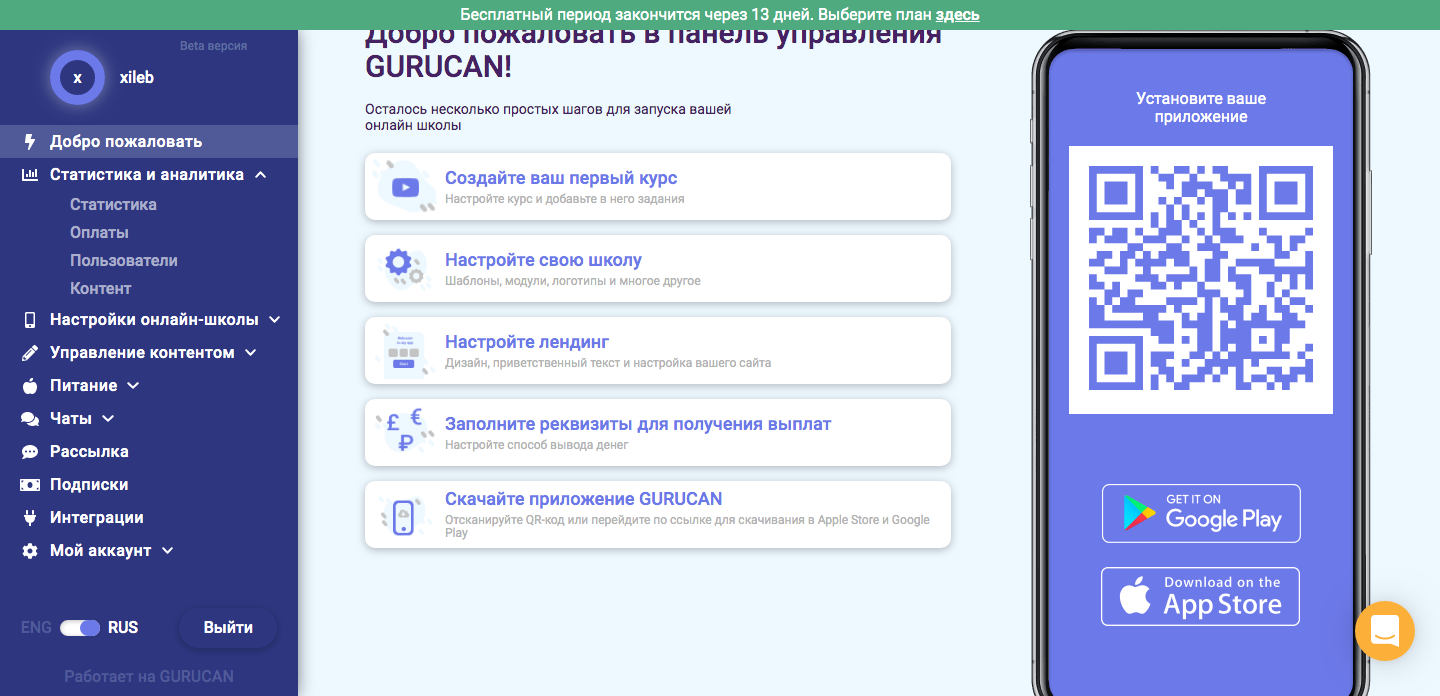 Бесплатный период закончится через 13 дней. Выберите план здесь
Beta версия
x
xileb
Добро пожаловать
Статистика и аналитика
Статистика
Оплаты
Пользователи
Контент
Настройки онлайн-школы
Управление контентом
Питание
Чаты
Рассылка
Подписки
Интеграции
Мой аккаунт
ENG
RUS
Выйти
Работает на GURUCAN
Добро пожаловать в панель управления
GURUCAN!
Осталось несколько простых шагов для запуска вашей
онлайн школы
Создайте ваш первый курс
Настройте курс и добавьте в него задания
Настройте свою школу
Шаблоны, модули, логотипы и многое другое
Настройте лендинг
Дизайн, приветственный текст и настройка вашего сайта
£ € ₽
Заполните реквизиты для получения выплат
Настройте способ вывода денег
Скачайте приложение GURUCAN
Отсканируйте QR-код или перейдите по ссылке для скачивания в Apple Store и Google
Play
Установите ваше
приложение
GET IT ON
Google Play
Download on the
App Store